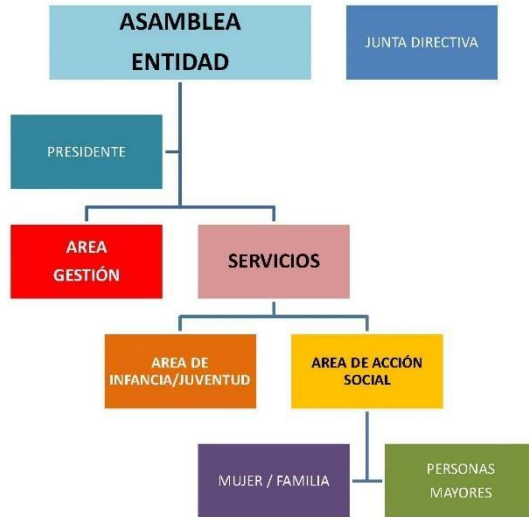 ASAMBLEA
ENTIDAD
JUNTA DIRECTIVA
PRESIDENTE
AREA
GESTIÓN
SERVICIOS
AREA DE
INFANCIA/JUVENTUD
AREA DE ACCIÓN
SOCIAL
MUJER / FAMILIA
PERSONAS
MAYORES